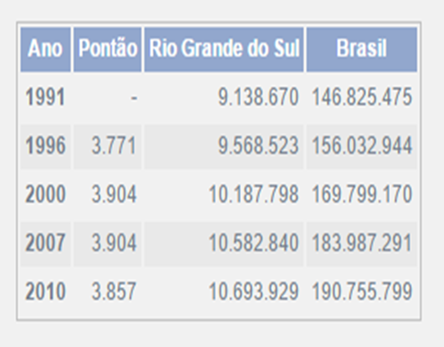 Ano Pontão Rio Grande do Sul Brasil
1991 - 9.138.670 146.825.475
1996 3.771 9.568.523 156.032.944
2000 3.904 10.187.798 169.799.170
2007 3.904 10.582.840 183.987.291
2010 3.857 10.693.929 190.755.799